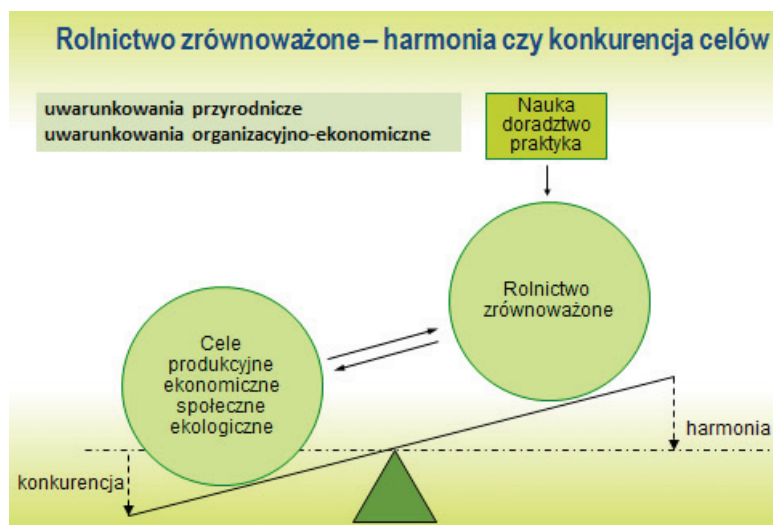 Rolnictwo zrównoważone – harmonia czy konkurencja celów
uwarunkowania przyrodnicze
uwarunkowania organizacyjno-ekonomiczne
Nauka
doradztwo
praktyka
Rolnictwo
zrównoważone
Cele
produkcyjne
ekonomiczne
społeczne
ekologiczne
harmonia
konkurencja